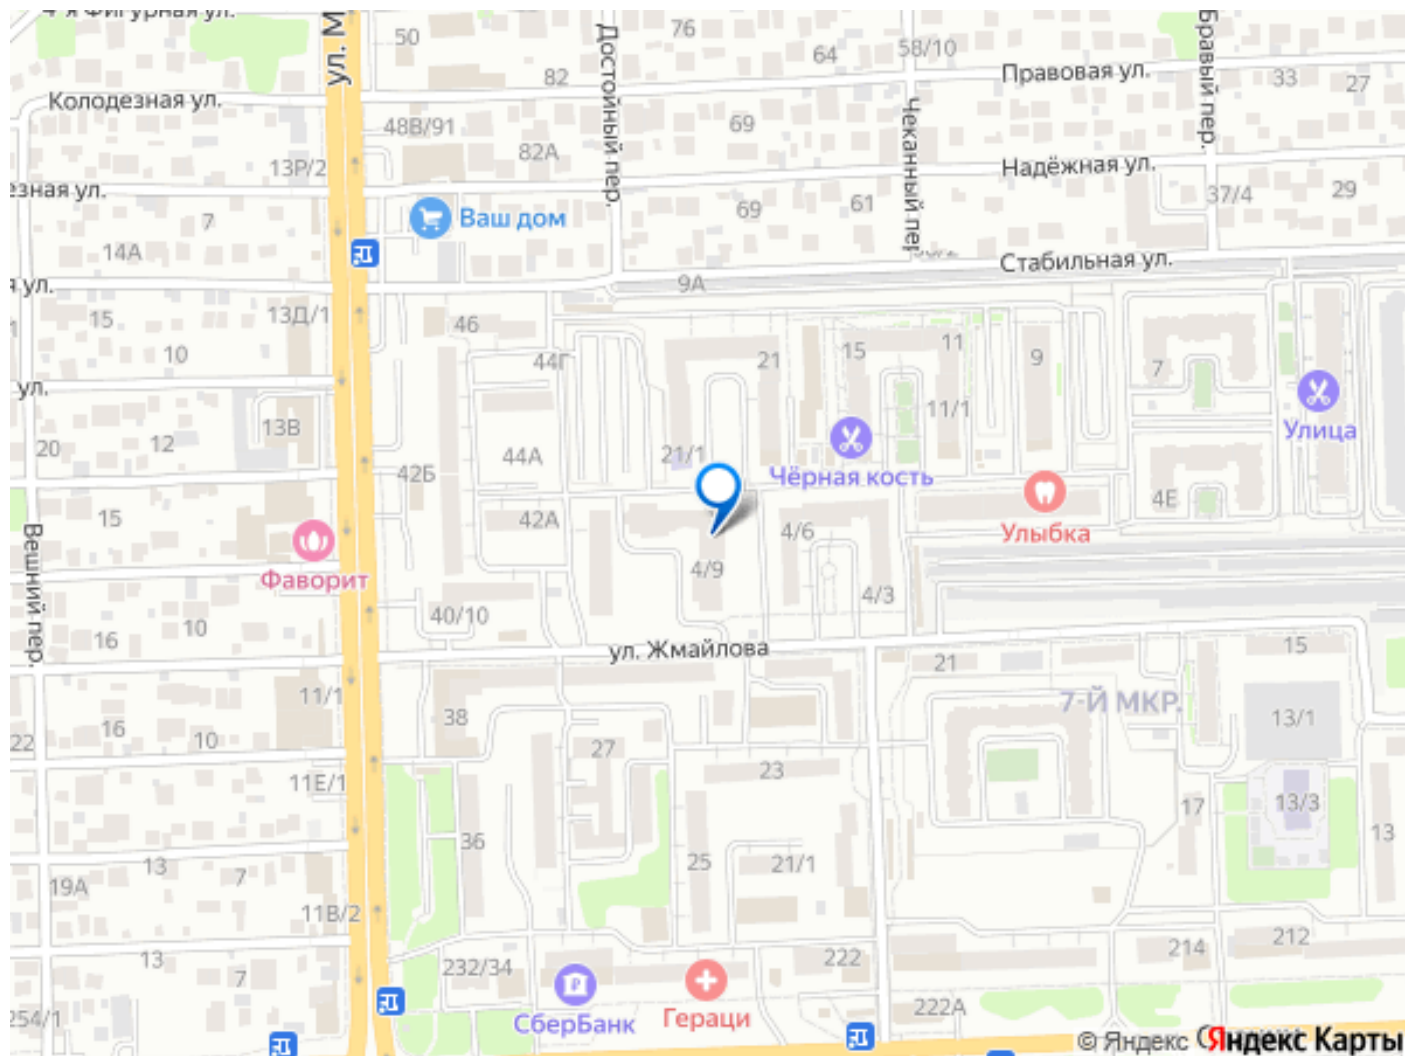 4-я Фигурная ул.
50
76
64
58/10
Правовая ул.
33
27
82
Колодезная ул.
Достойный пер.
Чеканный пер
Бравый пер.
48В/91
69
82А
13Р/2
Надёжная ул.
37/4
29
69
61
7
Ваш дом
14А
Стабильная ул.
9А
15
13Д/1
46
10
44Г
21
15
11
9
7
11/1
20
12
13В
42Б
44А
21/1
Чёрная кость
Улица
15
42А
4/6
4Е
Улыбка
Вешний пер.
Фаворит
4/9
4/3
16
10
40/10
ул. Жмайлова
21
15
11/1
7-Й МКР.
38
13/1
22
16
10
27
23
11Е/1
17
13/3
13
36
25
21/1
13
7
19А
11В/2
13
7
232/34
222
214
212
222А
254/1
СберБанк
Гераци
© Яндекс
Яндекс Карты